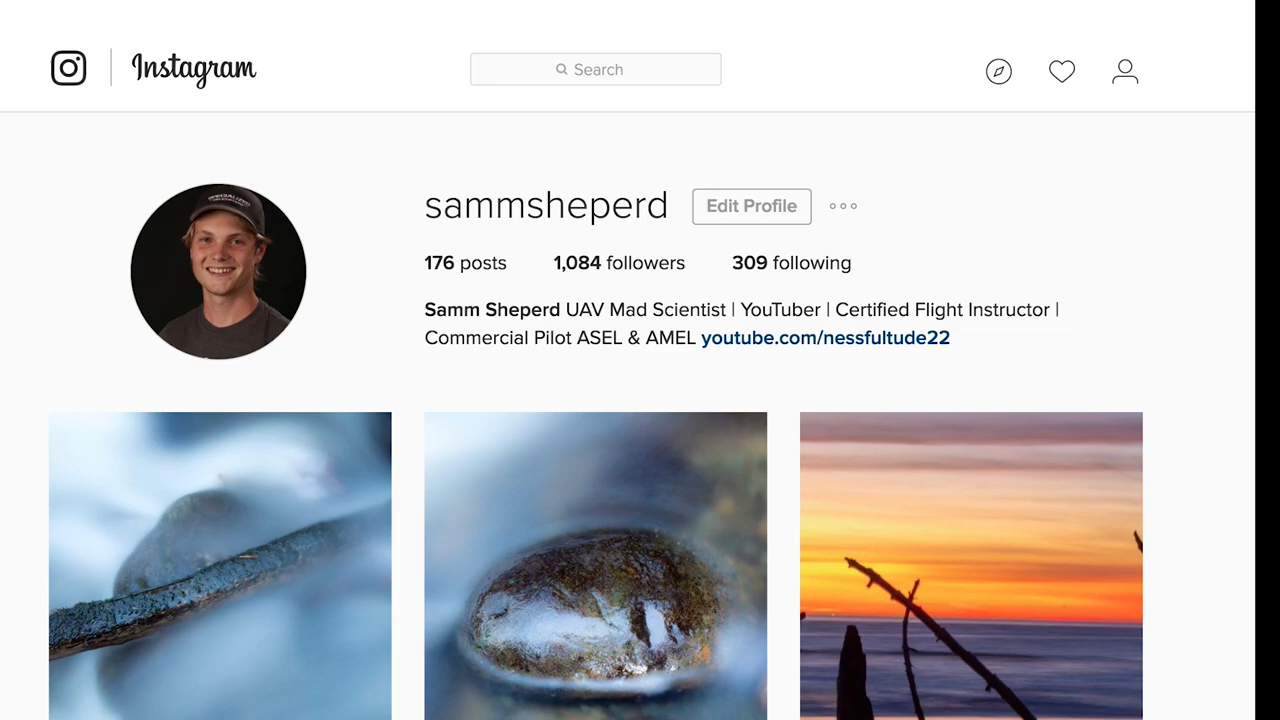 Instagram
Search
SPECIALIZED
sammsheperd
Edit Profile
176 posts 1,084 followers 309 following
Samm Sheperd UAV Mad Scientist | YouTuber | Certified Flight Instructor |
Commercial Pilot ASEL & AMEL youtube.com/nessfultude22